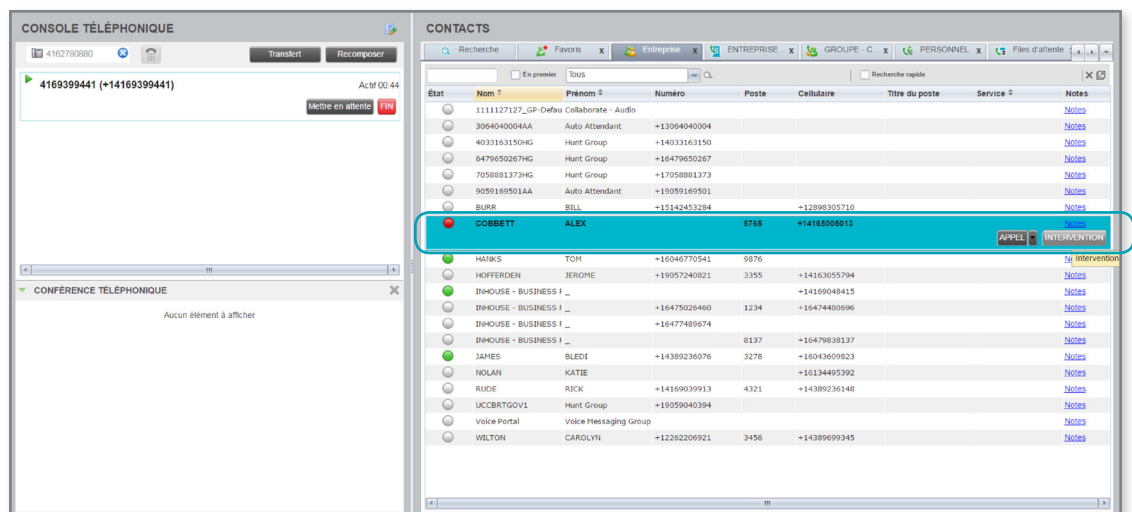 CONSOLE TÉLÉPHONIQUE
4162780880 Transfert Recomposer
4169399441 (+14169399441) Actif 00:44
Mettre en attente FIN
CONFÉRENCE TÉLÉPHONIQUE
Aucun élément à afficher
CONTACTS
Recherche Favoris x Entreprise x ENTREPRISE... x GROUPE - C... x PERSONNEL x Files d'attente
En premier Tous Recherche rapide
État Nom Prénom Numéro Poste Cellulaire Titre du poste Service Notes
1111127127_GP-Defau Collaborate - Audio Notes
3064040004AA Auto Attendant +13064040004 Notes
4033163150HG Hunt Group +14033163150 Notes
6479650267HG Hunt Group +16479650267 Notes
7058881373HG Hunt Group +17058881373 Notes
9059169501AA Auto Attendant +19059169501 Notes
BURR BILL +15142453284 +12898305710 Notes
COBBETT ALEX 5765 +14165005013 Notes
APPEL INTERVENTION
HANKS TOM +16046770541 9876
Intervention
HOFFERDEN JEROME +19057240821 3355 +14163055794 Notes
INHOUSE - BUSINESS F _ +14169048415 Notes
INHOUSE - BUSINESS F _ +16475026460 1234 +16474480696 Notes
INHOUSE - BUSINESS F _ +16477489674 Notes
INHOUSE - BUSINESS F _ 8137 +16479838137 Notes
JAMES BLEDI +14389236076 3278 +16043609823 Notes
NOLAN KATIE +16134495392 Notes
RUDE RICK +14169039913 4321 +14389236148 Notes
UCCBRTGOV1 Hunt Group +19059040394 Notes
Voice Portal Voice Messaging Group Notes
WILTON CAROLYN +12262206921 3456 +14389699345 Notes